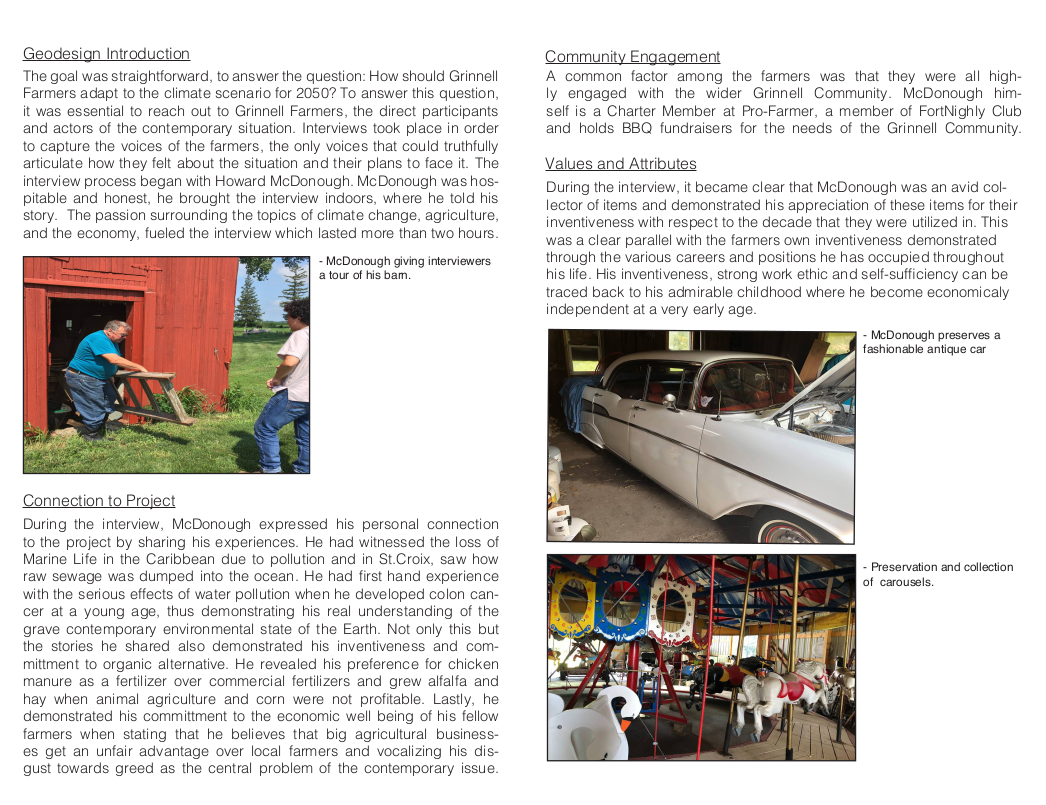 Geodesign Introduction
The goal was straightforward, to answer the question: How should Grinnell
Farmers adapt to the climate scenario for 2050? To answer this question,
it was essential to reach out to Grinnell Farmers, the direct participants
and actors of the contemporary situation. Interviews took place in order
to capture the voices of the farmers, the only voices that could truthfully
articulate how they felt about the situation and their plans to face it. The
interview process began with Howard McDonough. McDonough was hos-
pitable and honest, he brought the interview indoors, where he told his
story.  The passion surrounding the topics of climate change, agriculture,
and the economy, fueled the interview which lasted more than two hours.
- McDonough giving interviewers
a tour of his barn.
Connection to Project
During the interview, McDonough expressed his personal connection
to the project by sharing his experiences. He had witnessed the loss of
Marine Life in the Caribbean due to pollution and in St.Croix, saw how
raw sewage was dumped into the ocean. He had first hand experience
with the serious effects of water pollution when he developed colon can-
cer at a young age, thus demonstrating his real understanding of the
grave contemporary environmental state of the Earth. Not only this but
the stories he shared also demonstrated his inventiveness and com-
mittment to organic alternative. He revealed his preference for chicken
manure as a fertilizer over commercial fertilizers and grew alfalfa and
hay when animal agriculture and corn were not profitable. Lastly, he
demonstrated his committment to the economic well being of his fellow
farmers when stating that he believes that big agricultural business-
es get an unfair advantage over local farmers and vocalizing his dis-
gust towards greed as the central problem of the contemporary issue.
Community Engagement
A common factor among the farmers was that they were all high-
ly engaged with the wider Grinnell Community. McDonough him-
self is a Charter Member at Pro-Farmer, a member of FortNighly Club
and holds BBQ fundraisers for the needs of the Grinnell Community.
Values and Attributes
During the interview, it became clear that McDonough was an avid col-
lector of items and demonstrated his appreciation of these items for their
inventiveness with respect to the decade that they were utilized in. This
was a clear parallel with the farmers own inventiveness demonstrated
through the various careers and positions he has occupied throughout
his life. His inventiveness, strong work ethic and self-sufficiency can be
traced back to his admirable childhood where he become economicaly
independent at a very early age.
- McDonough preserves a
fashionable antique car
- Preservation and collection
of  carousels.